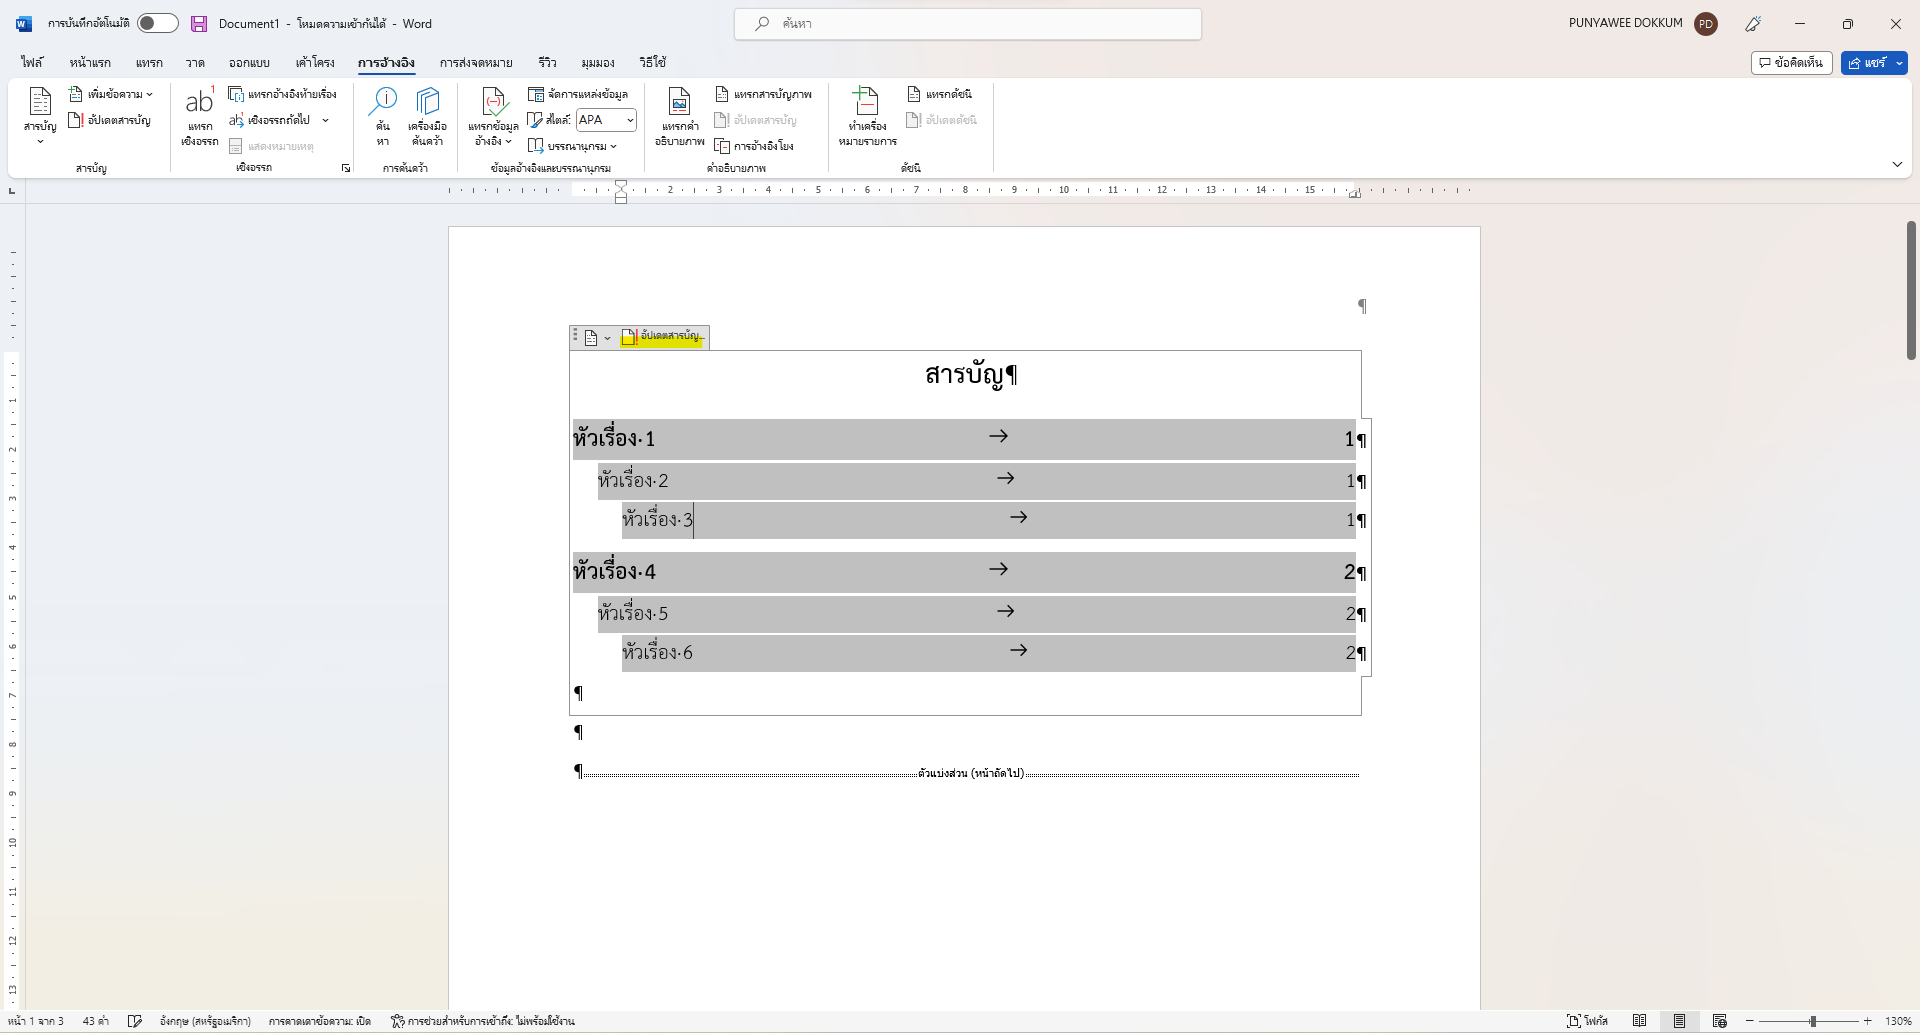 การบันทึกอัตโนมัติ Document1 - โหมดความเข้ากันได้ - Word ค้นหา PUNYAWEE DOKKUM PD
ไฟล์ หน้าแรก แทรก วาด ออกแบบ เค้าโครง การอ้างอิง การส่งจดหมาย รีวิว มุมมอง วิธีใช้ ข้อคิดเห็น แชร์
สารบัญ
เพิ่มข้อความ
อัปเดตสารบัญ
สารบัญ
ab 1
แทรก
เชิงอรรถ
แทรกอ้างอิงท้ายเรื่อง
เชิงอรรถถัดไป
แสดงหมายเหตุ
เชิงอรรถ
ค้น
หา
เครื่องมือ
ค้นคว้า
การค้นคว้า
แทรกข้อมูล
อ้างอิง
จัดการแหล่งข้อมูล
สไตล์: APA
บรรณานุกรม
ข้อมูลอ้างอิงและบรรณานุกรม
แทรกคำ
อธิบายภาพ
แทรกสารบัญภาพ
อัปเดตสารบัญ
การอ้างอิงโยง
คำอธิบายภาพ
ทำเครื่อง
หมายรายการ
แทรกดัชนี
อัปเดตดัชนี
ดัชนี
1 2 3 4 5 6 7 8 9 10 11 12 13 14 15
¶
อัปเดตสารบัญ...
สารบัญ¶
หัวเรื่อง·1 → 1¶
หัวเรื่อง·2 → 1¶
หัวเรื่อง·3 → 1¶
หัวเรื่อง·4 → 2¶
หัวเรื่อง·5 → 2¶
หัวเรื่อง·6 → 2¶
¶
¶
¶ ตัวแบ่งส่วน (หน้าถัดไป)
1
2
3
4
5
6
7
8
9
10
11
12
13
หน้า 1 จาก 3 43 คำ อังกฤษ (สหรัฐอเมริกา) การคาดเดาข้อความ: เปิด การช่วยสำหรับการเข้าถึง: ไม่พร้อมใช้งาน โฟกัส 130%